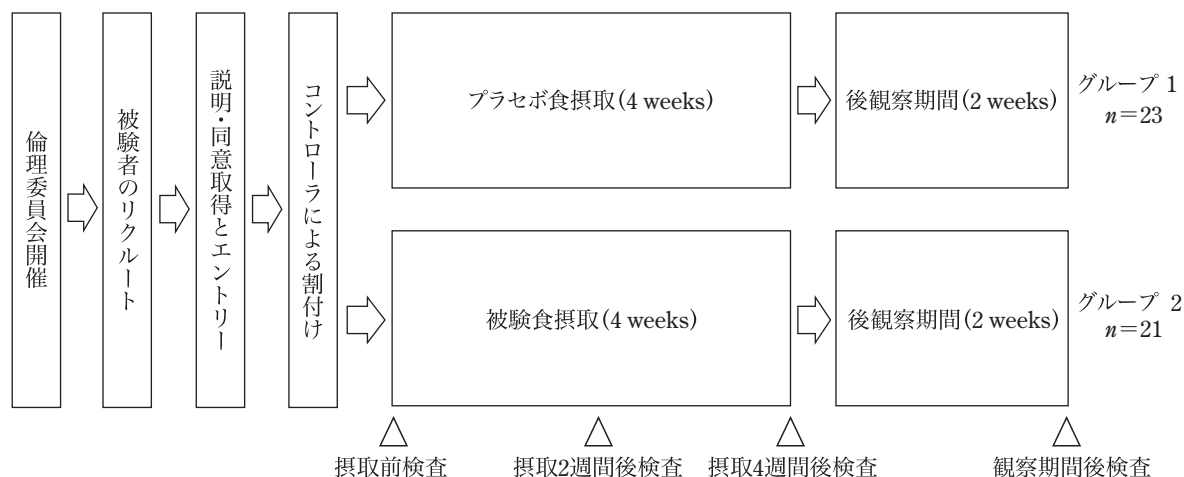 倫理委員会開催
被験者のリクルート
説明・同意取得とエントリー
コントローラによる割付け
プラセボ食摂取(4 weeks)
後観察期間(2 weeks)
グループ 1
n=23
被験食摂取(4 weeks)
後観察期間(2 weeks)
グループ 2
n=21
摂取前検査
摂取2週間後検査
摂取4週間後検査
観察期間後検査